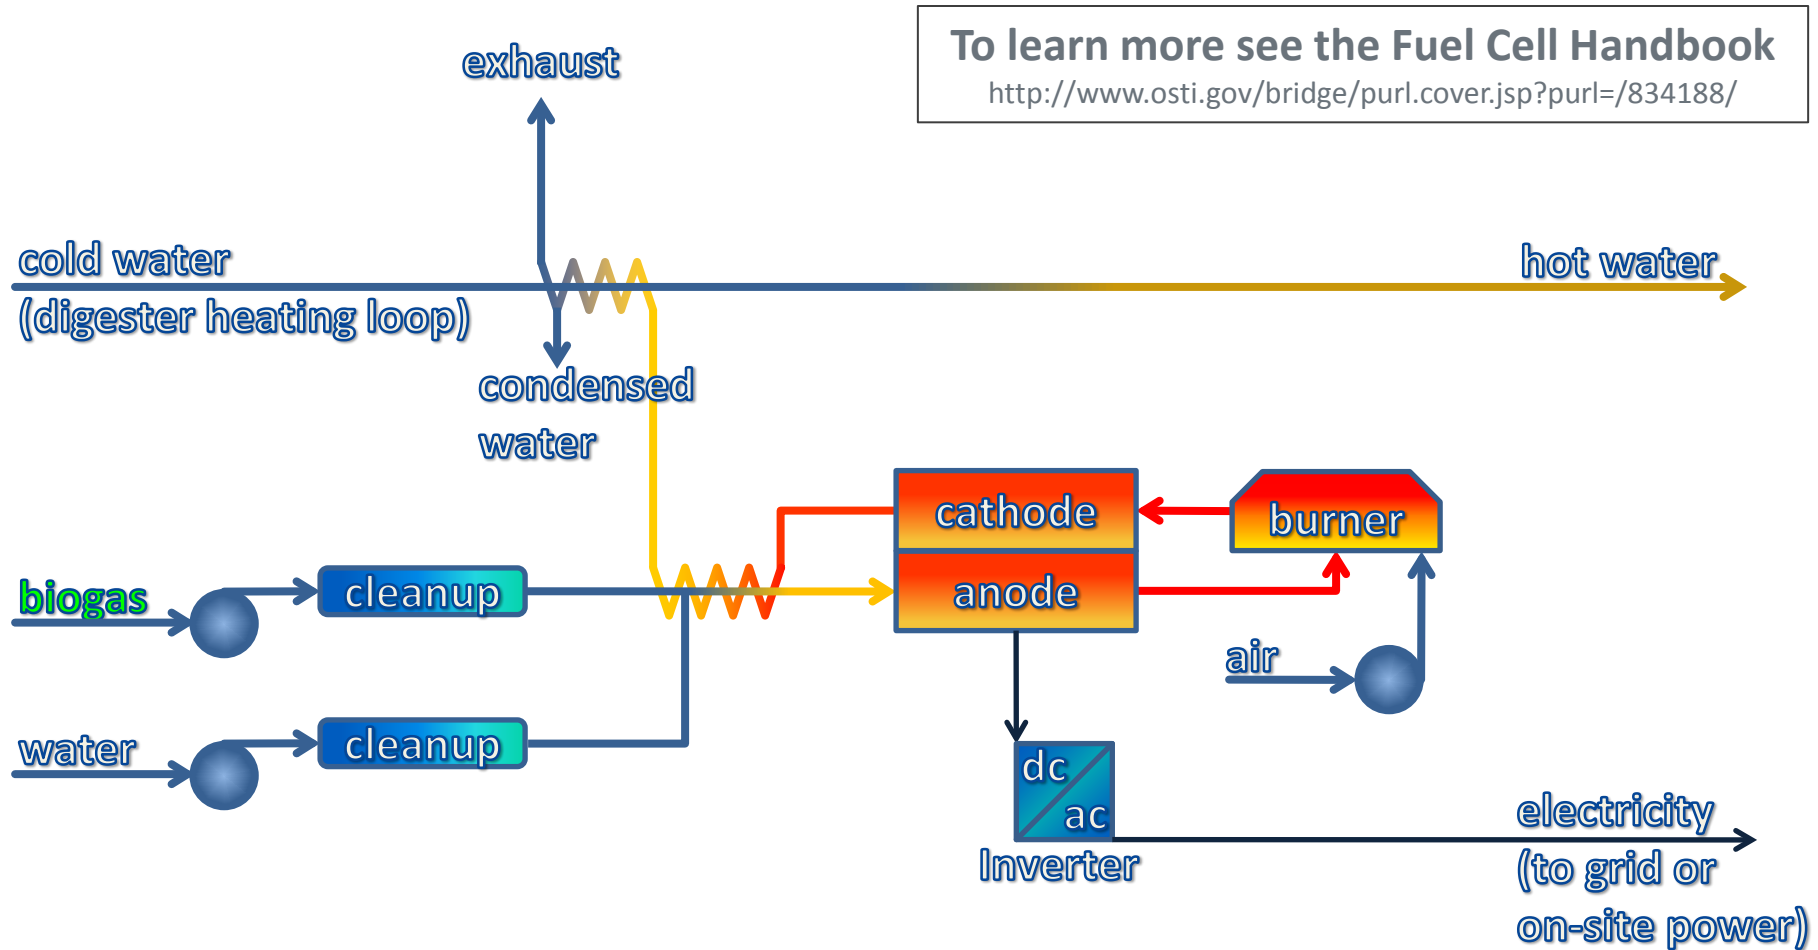 To learn more see the Fuel Cell Handbook
http://www.osti.gov/bridge/purl.cover.jsp?purl=/834188/
exhaust
cold water
(digester heating loop)
hot water
condensed
water
cathode
burner
biogas
cleanup
anode
air
water
cleanup
dc
ac
Inverter
electricity
(to grid or
on-site power)